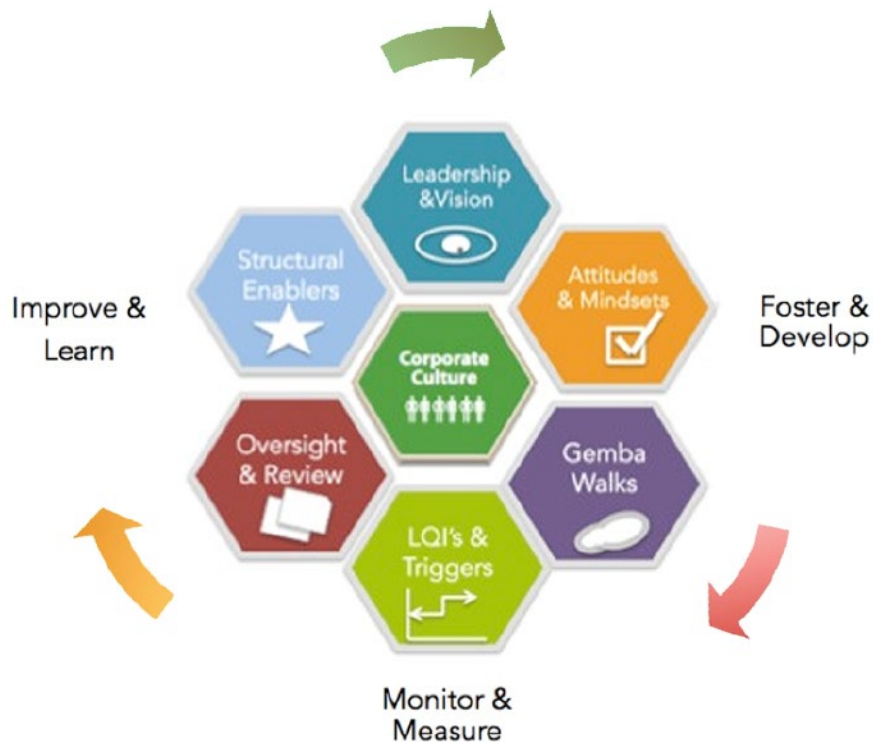 Leadership
&Vision
Structural
Enablers
Attitudes
& Mindsets
Improve &
Learn
Foster &
Develop
Corporate
Culture
Oversight
& Review
Gemba
Walks
LQI's &
Triggers
Monitor &
Measure